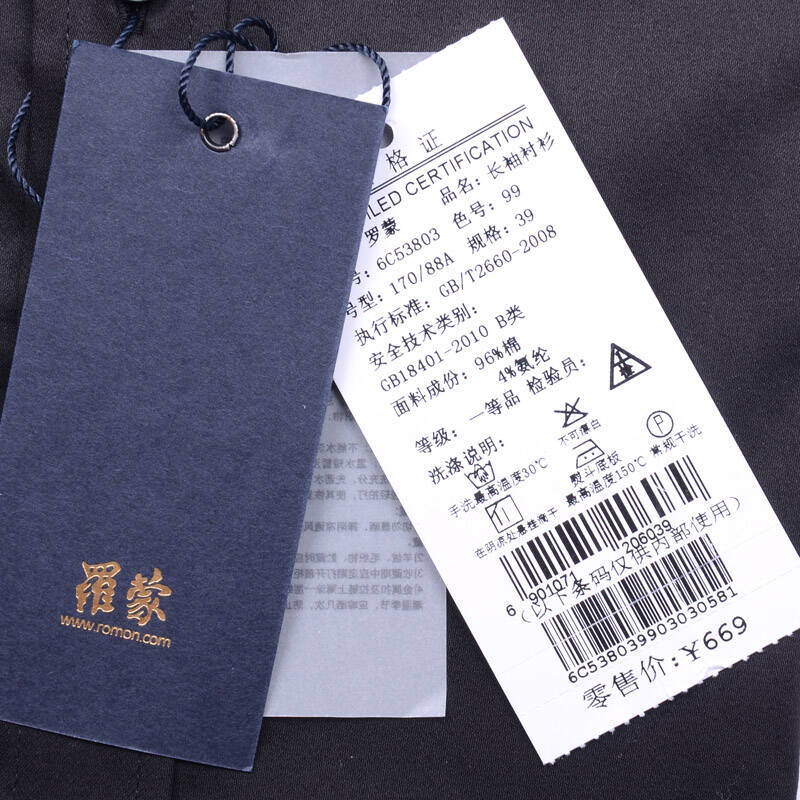 羅蒙
www.romon.com
格证
ILED CERTIFICATION
罗蒙 品名: 长袖衬衫
号: 6C53803 色号: 99
号型: 170/88A 规格: 39
执行标准: GB/T2660-2008
安全技术类别:
GB18401-2010 B类
面料成份: 96%棉
4%氨纶
等级: 一等品 检验员:
洗涤说明:
手洗最高温度30℃
不可漂白
熨斗底板
最高温度150℃
P
常规干洗
在阴凉处悬挂晾干
6 901071 206039
(以下条码仅供内部使用)
6C538039903030581
零售价:¥669